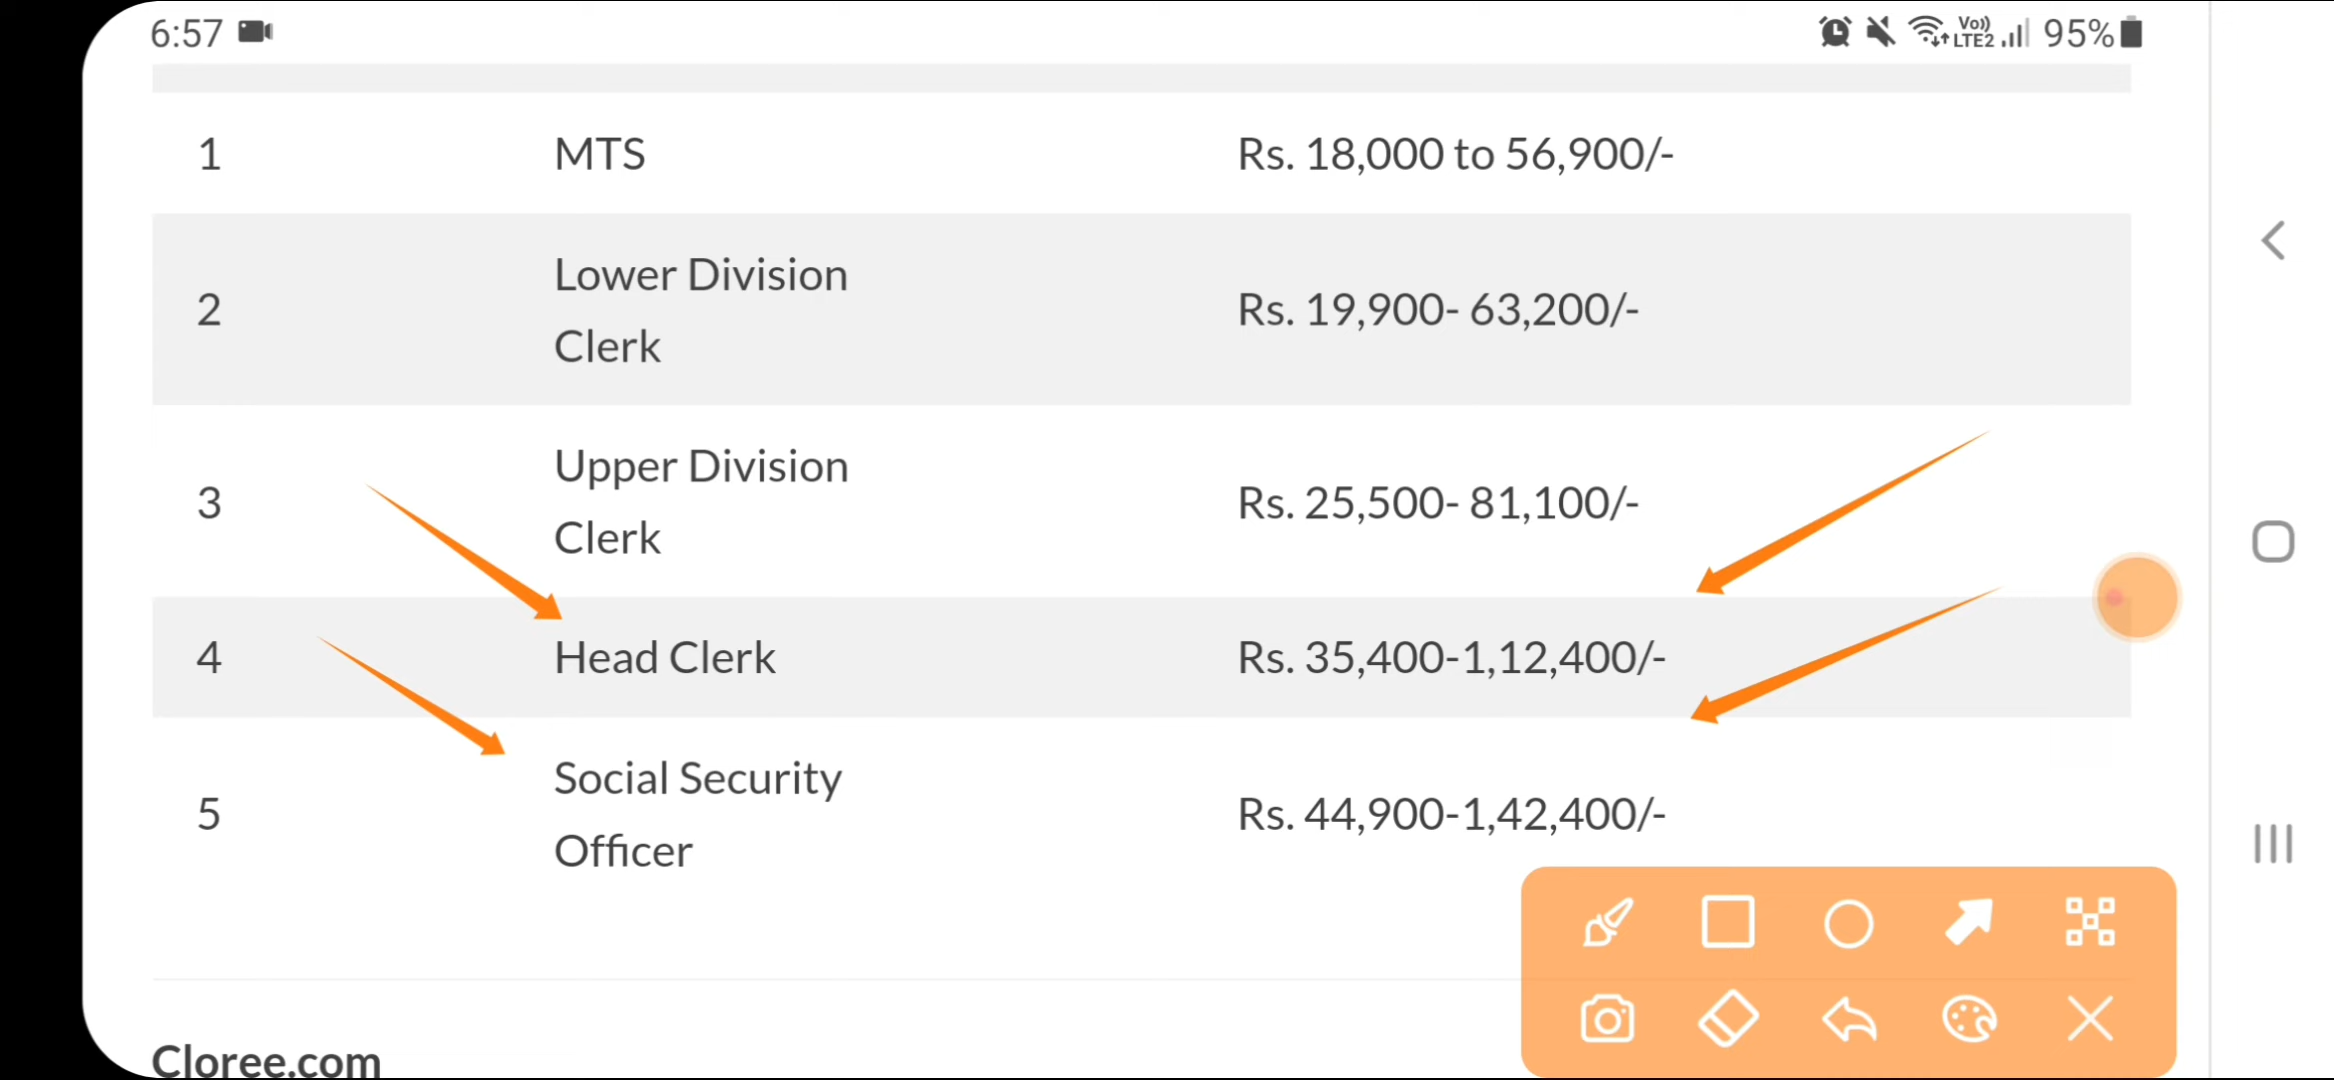 6:57
Vo)) LTE2 95%
1 MTS Rs. 18,000 to 56,900/-
2 Lower Division Clerk Rs. 19,900- 63,200/-
3 Upper Division Clerk Rs. 25,500- 81,100/-
4 Head Clerk Rs. 35,400-1,12,400/-
5 Social Security Officer Rs. 44,900-1,42,400/-
Cloree.com